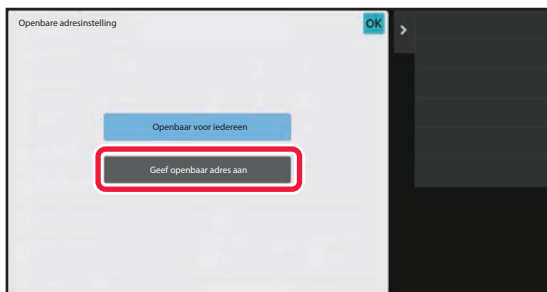 Openbare adresinstelling
OK
Openbaar voor iedereen
Geef openbaar adres aan